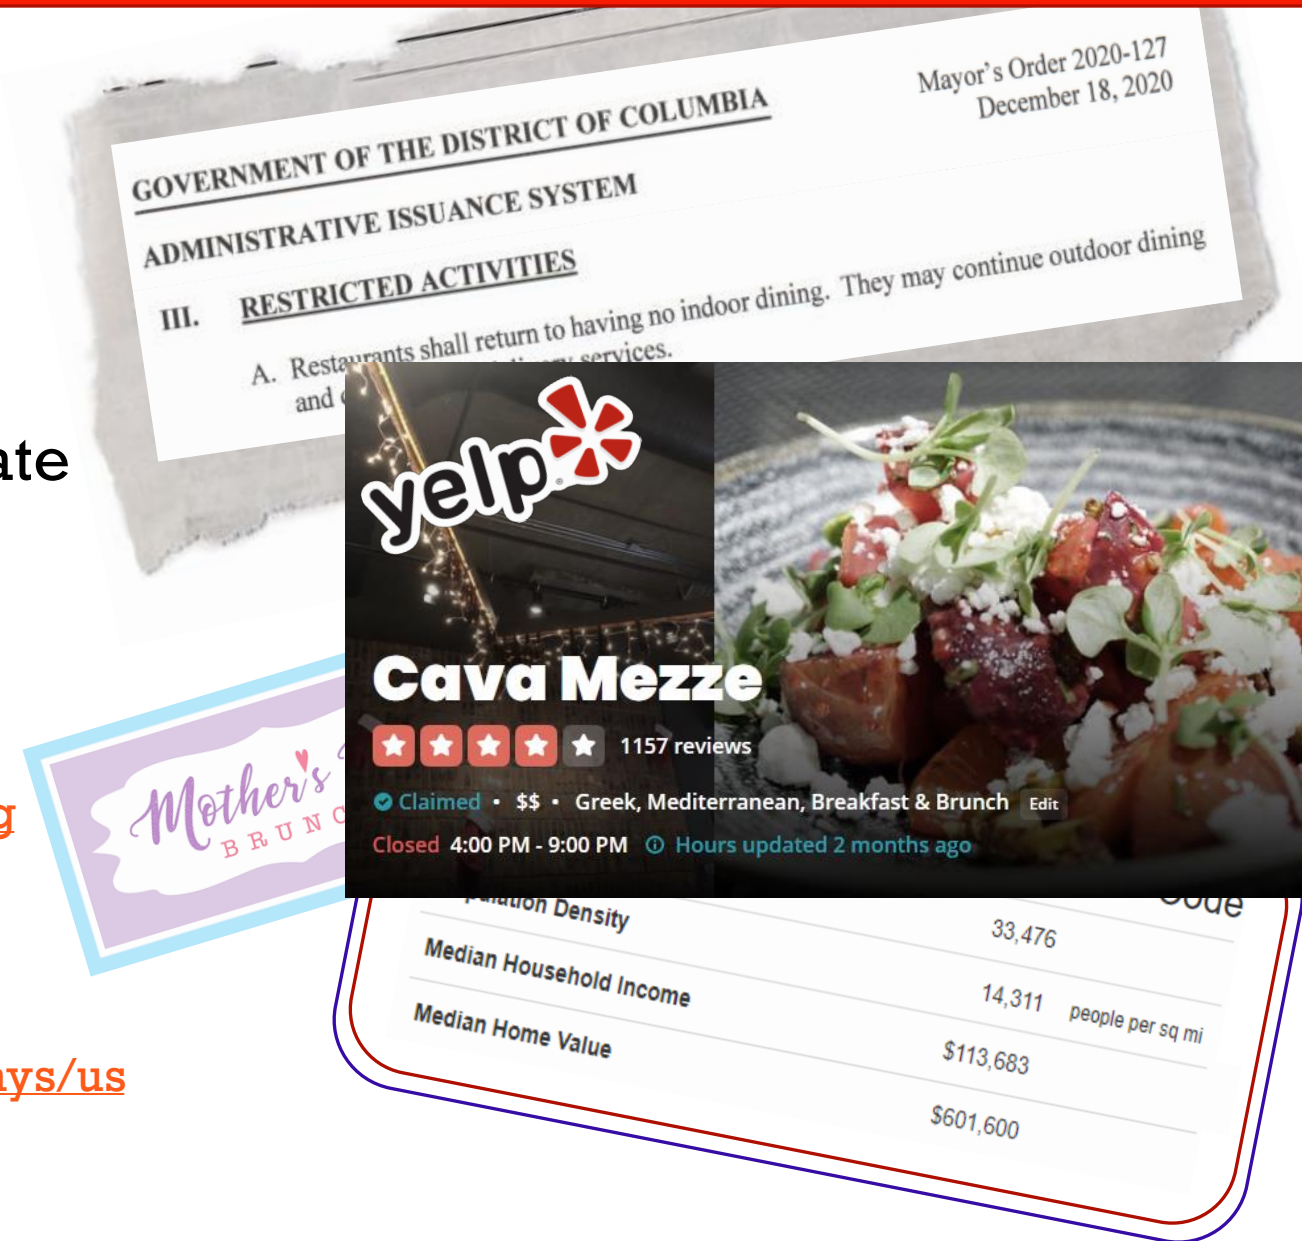 Mayor's Order 2020-127
December 18, 2020
GOVERNMENT OF THE DISTRICT OF COLUMBIA
ADMINISTRATIVE ISSUANCE SYSTEM
III. RESTRICTED ACTIVITIES
A. Restaurants shall return to having no indoor dining. They may continue outdoor dining
and services.
ate
yelp
Cava Mezze
1157 reviews
Claimed • $$ • Greek, Mediterranean, Breakfast & Brunch Edit
Closed 4:00 PM - 9:00 PM Hours updated 2 months ago
Mother's
BRUNC
g
ays/us
Code
33,476
Density 14,311 people per sq mi
Median Household Income $113,683
Median Home Value $601,600